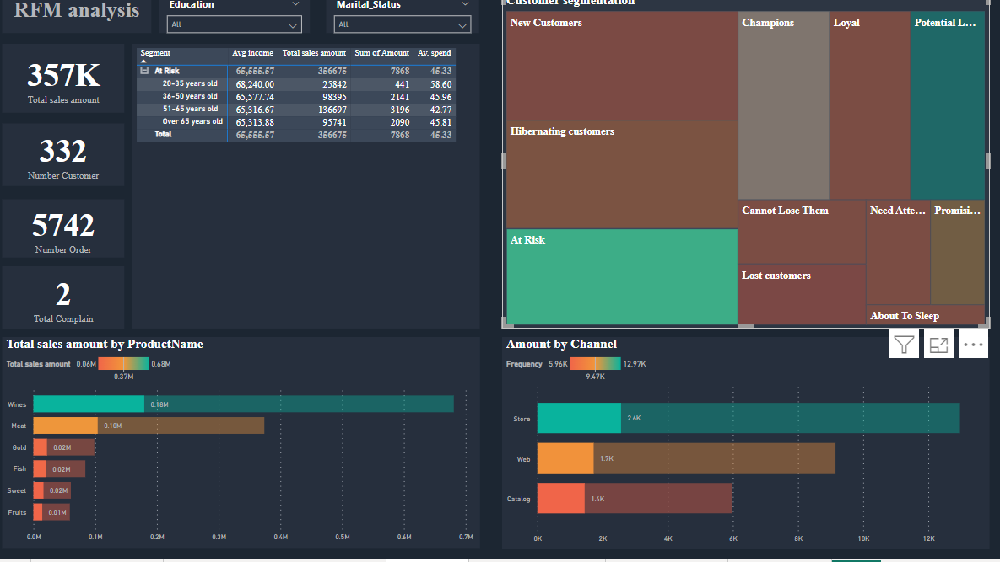 RFM analysis
Education
All
Marital_Status
All
357K
Total sales amount
332
Number Customer
5742
Number Order
2
Total Complain
Segment Avg income Total sales amount Sum of Amount Av. spend
At Risk 65,555.57 356675 7868 45.33
20-35 years old 68,240.00 25842 441 58.60
36-50 years old 65,577.74 98395 2141 45.96
51-65 years old 65,316.67 136697 3196 42.77
Over 65 years old 65,313.88 95741 2090 45.81
Total 65,555.57 356675 7868 45.33
Customer segmentation
New Customers
Champions
Loyal
Potential L...
Hibernating customers
At Risk
Cannot Lose Them
Need Atte...
Promisi...
Lost customers
About To Sleep
Total sales amount by ProductName
Total sales amount 0.06M 0.68M
0.37M
Wines 0.18M
Meat 0.10M
Gold 0.02M
Fish 0.02M
Sweet 0.02M
Fruits 0.01M
0.0M 0.1M 0.2M 0.3M 0.4M 0.5M 0.6M 0.7M
Amount by Channel
Frequency 5.96K 12.97K
9.47K
Store 2.6K
Web 1.7K
Catalog 1.4K
0K 2K 4K 6K 8K 10K 12K